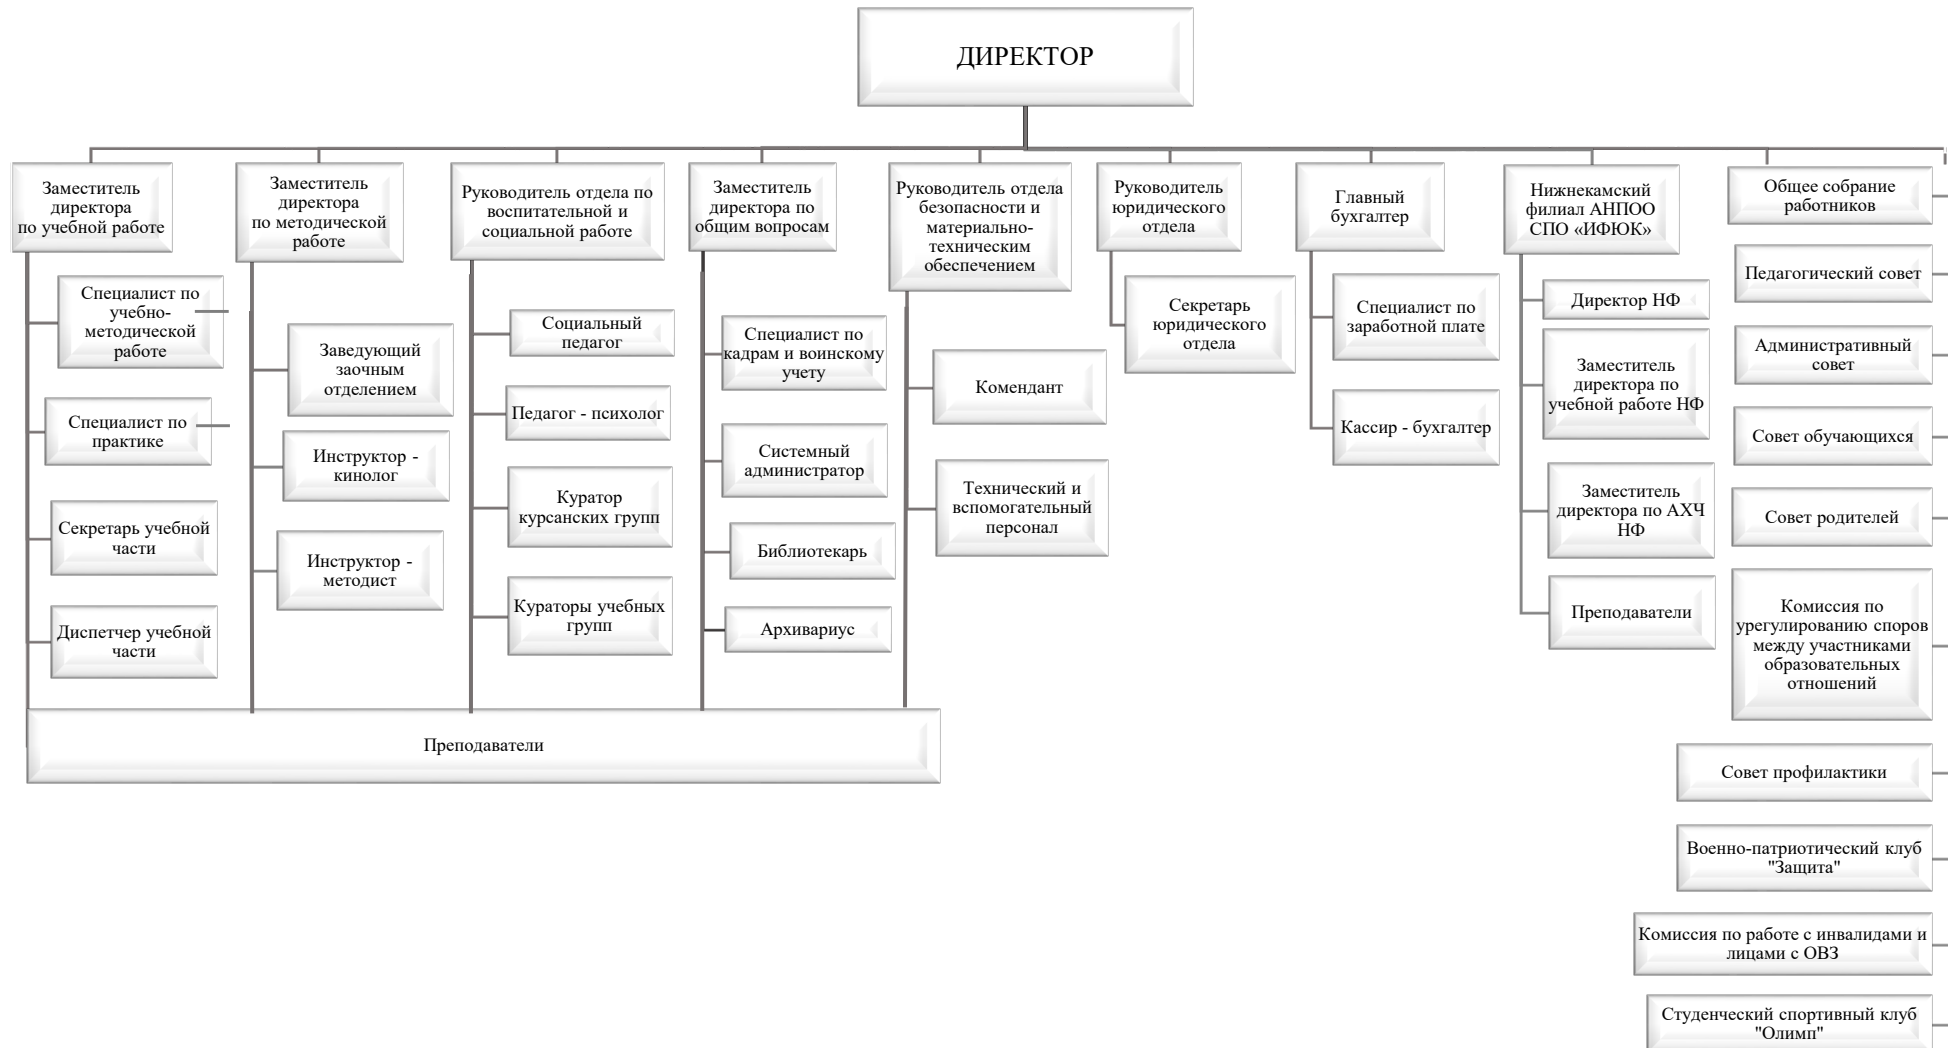 ДИРЕКТОР
Заместитель
директора
по учебной работе
Специалист по
учебно-
методической
работе
Специалист по
практике
Секретарь учебной
части
Диспетчер учебной
части
Заместитель
директора
по методической
работе
Заведующий
заочным
отделением
Инструктор -
кинолог
Инструктор -
методист
Руководитель отдела по
воспитательной и
социальной работе
Социальный
педагог
Педагог - психолог
Куратор
курсанских групп
Кураторы учебных
групп
Заместитель
директора по
общим вопросам
Специалист по
кадрам и воинскому
учету
Системный
администратор
Библиотекарь
Архивариус
Руководитель отдела
безопасности и
материально-
техническим
обеспечением
Комендант
Технический и
вспомогательный
персонал
Преподаватели
Руководитель
юридического
отдела
Секретарь
юридического
отдела
Главный
бухгалтер
Специалист по
заработной плате
Кассир - бухгалтер
Нижнекамский
филиал АНПОО
СПО «ИФЮК»
Директор НФ
Заместитель
директора по
учебной работе НФ
Заместитель
директора по АХЧ
НФ
Преподаватели
Общее собрание
работников
Педагогический совет
Административный
совет
Совет обучающихся
Совет родителей
Комиссия по
урегулированию споров
между участниками
образовательных
отношений
Совет профилактики
Военно-патриотический клуб
"Защита"
Комиссия по работе с инвалидами и
лицами с ОВЗ
Студенческий спортивный клуб
"Олимп"